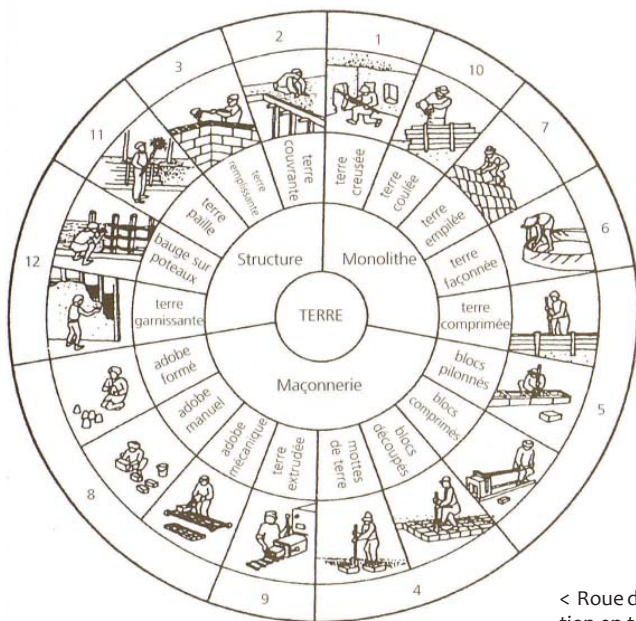 2
1
10
7
6
5
4
9
8
12
11
3
terre
couvrante
terre
creusée
terre
coulée
terre
empilée
terre
façonnée
terre
comprimée
blocs
pilonnés
blocs
comprimés
blocs
découpés
mottes
de terre
terre
extrudée
adobe
mécanique
adobe
manuel
adobe
formé
terre
garnissante
bauge sur
poteaux
terre
paille
terre
remplissante
Structure
Monolithe
TERRE
Maçonnerie
< Roue d